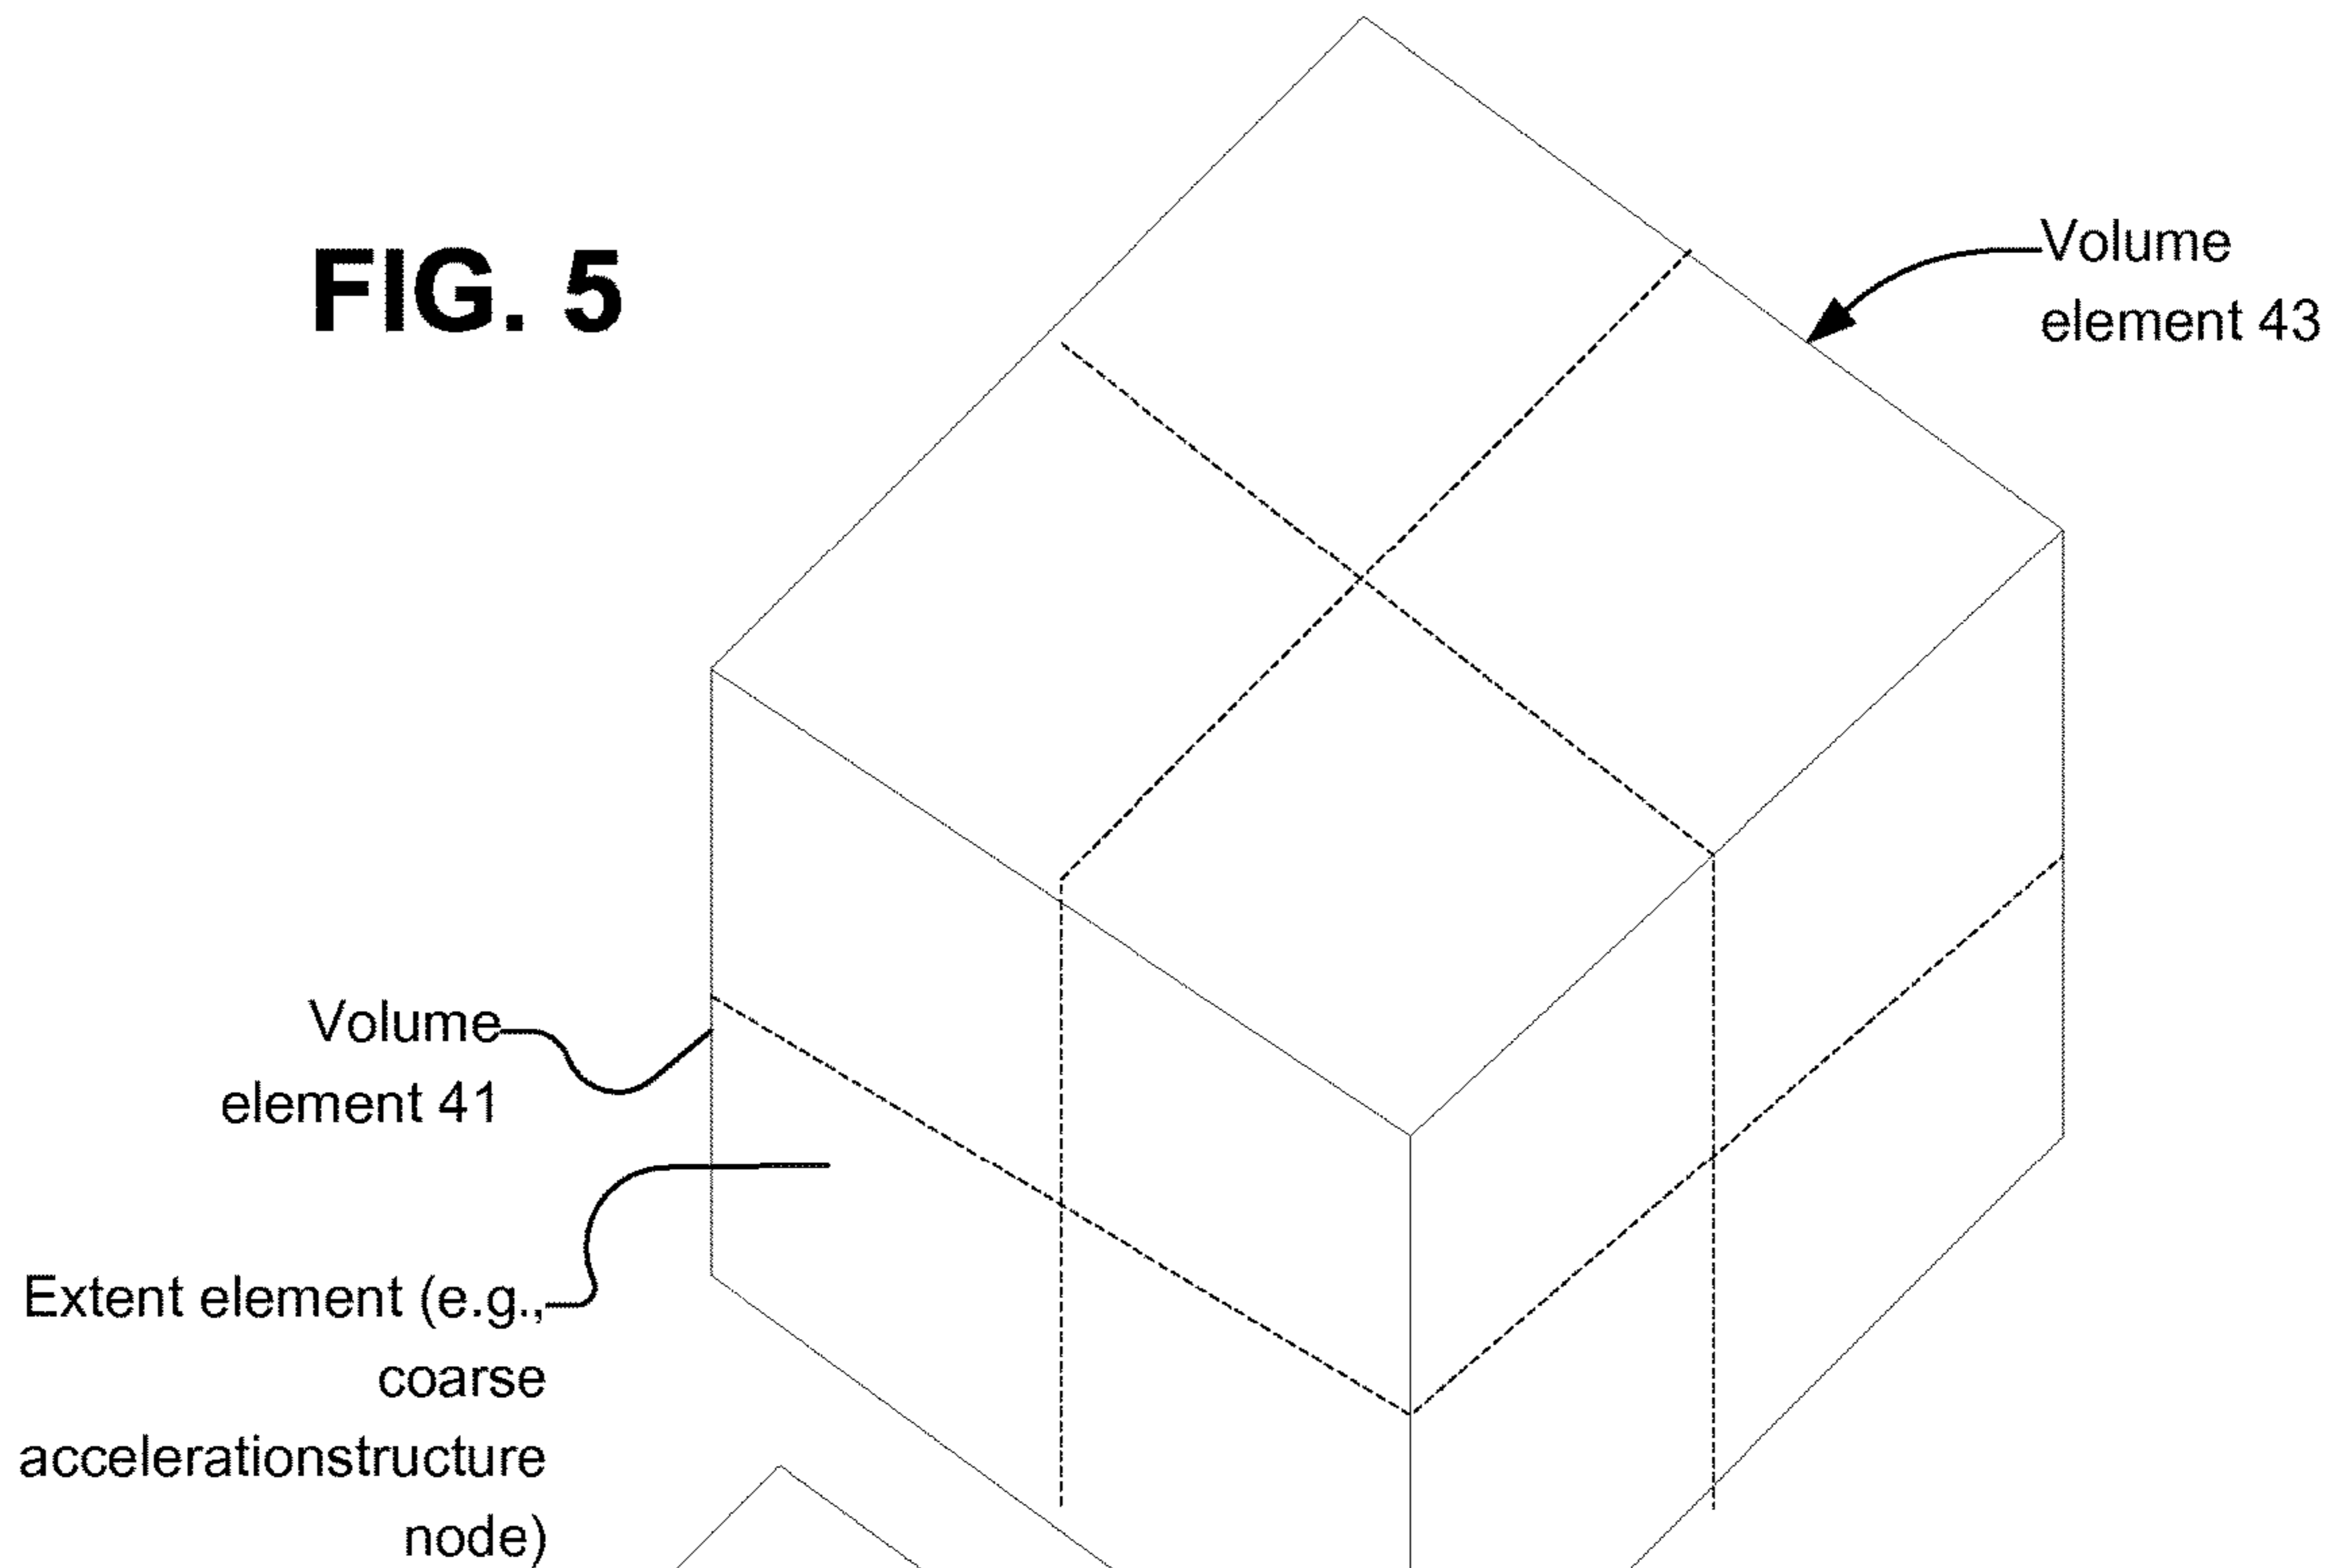 FIG. 5
Volume
element 43
Volume
element 41
Extent element (e.g.,
coarse
accelerationstructure
node)